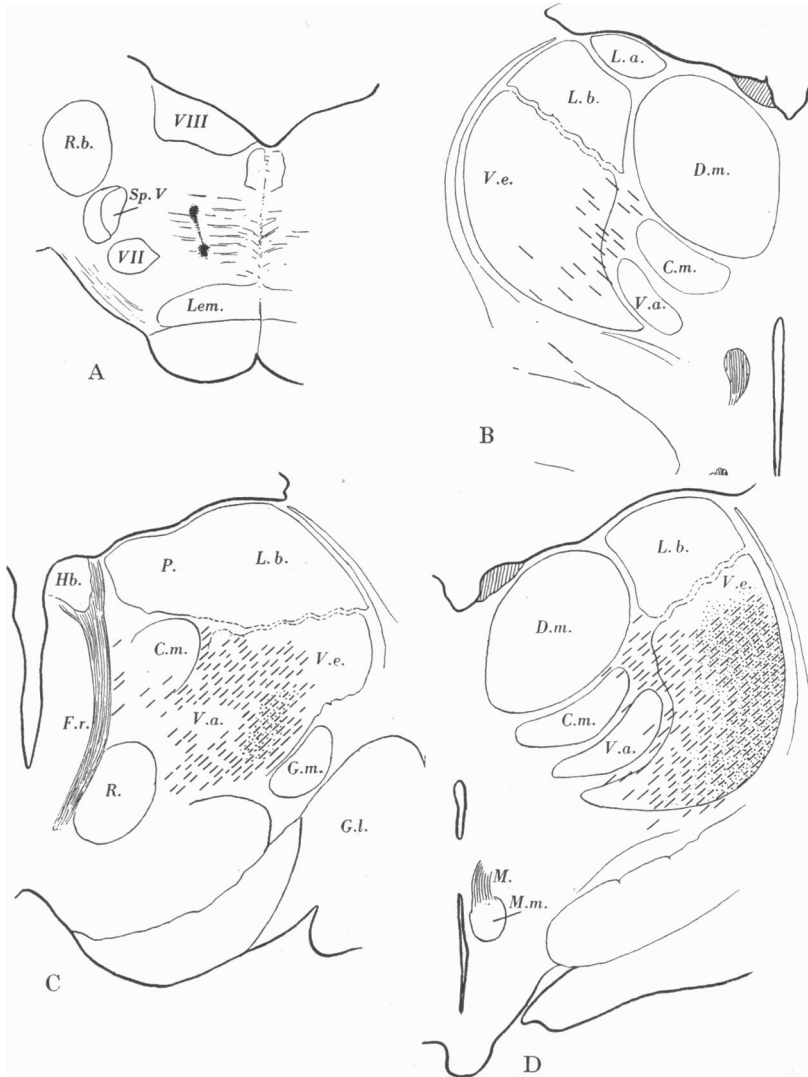 VIII
R.b.
Sp. V
VII
Lem.
A
L.a.
L.b.
V.e.
D.m.
C.m.
V.a.
B
Hb.
P.
L.b.
C.m.
V.e.
F.r.
V.a.
R.
G.m.
G.l.
C
L.b.
V.e.
D.m.
C.m.
V.a.
M.
M.m.
D